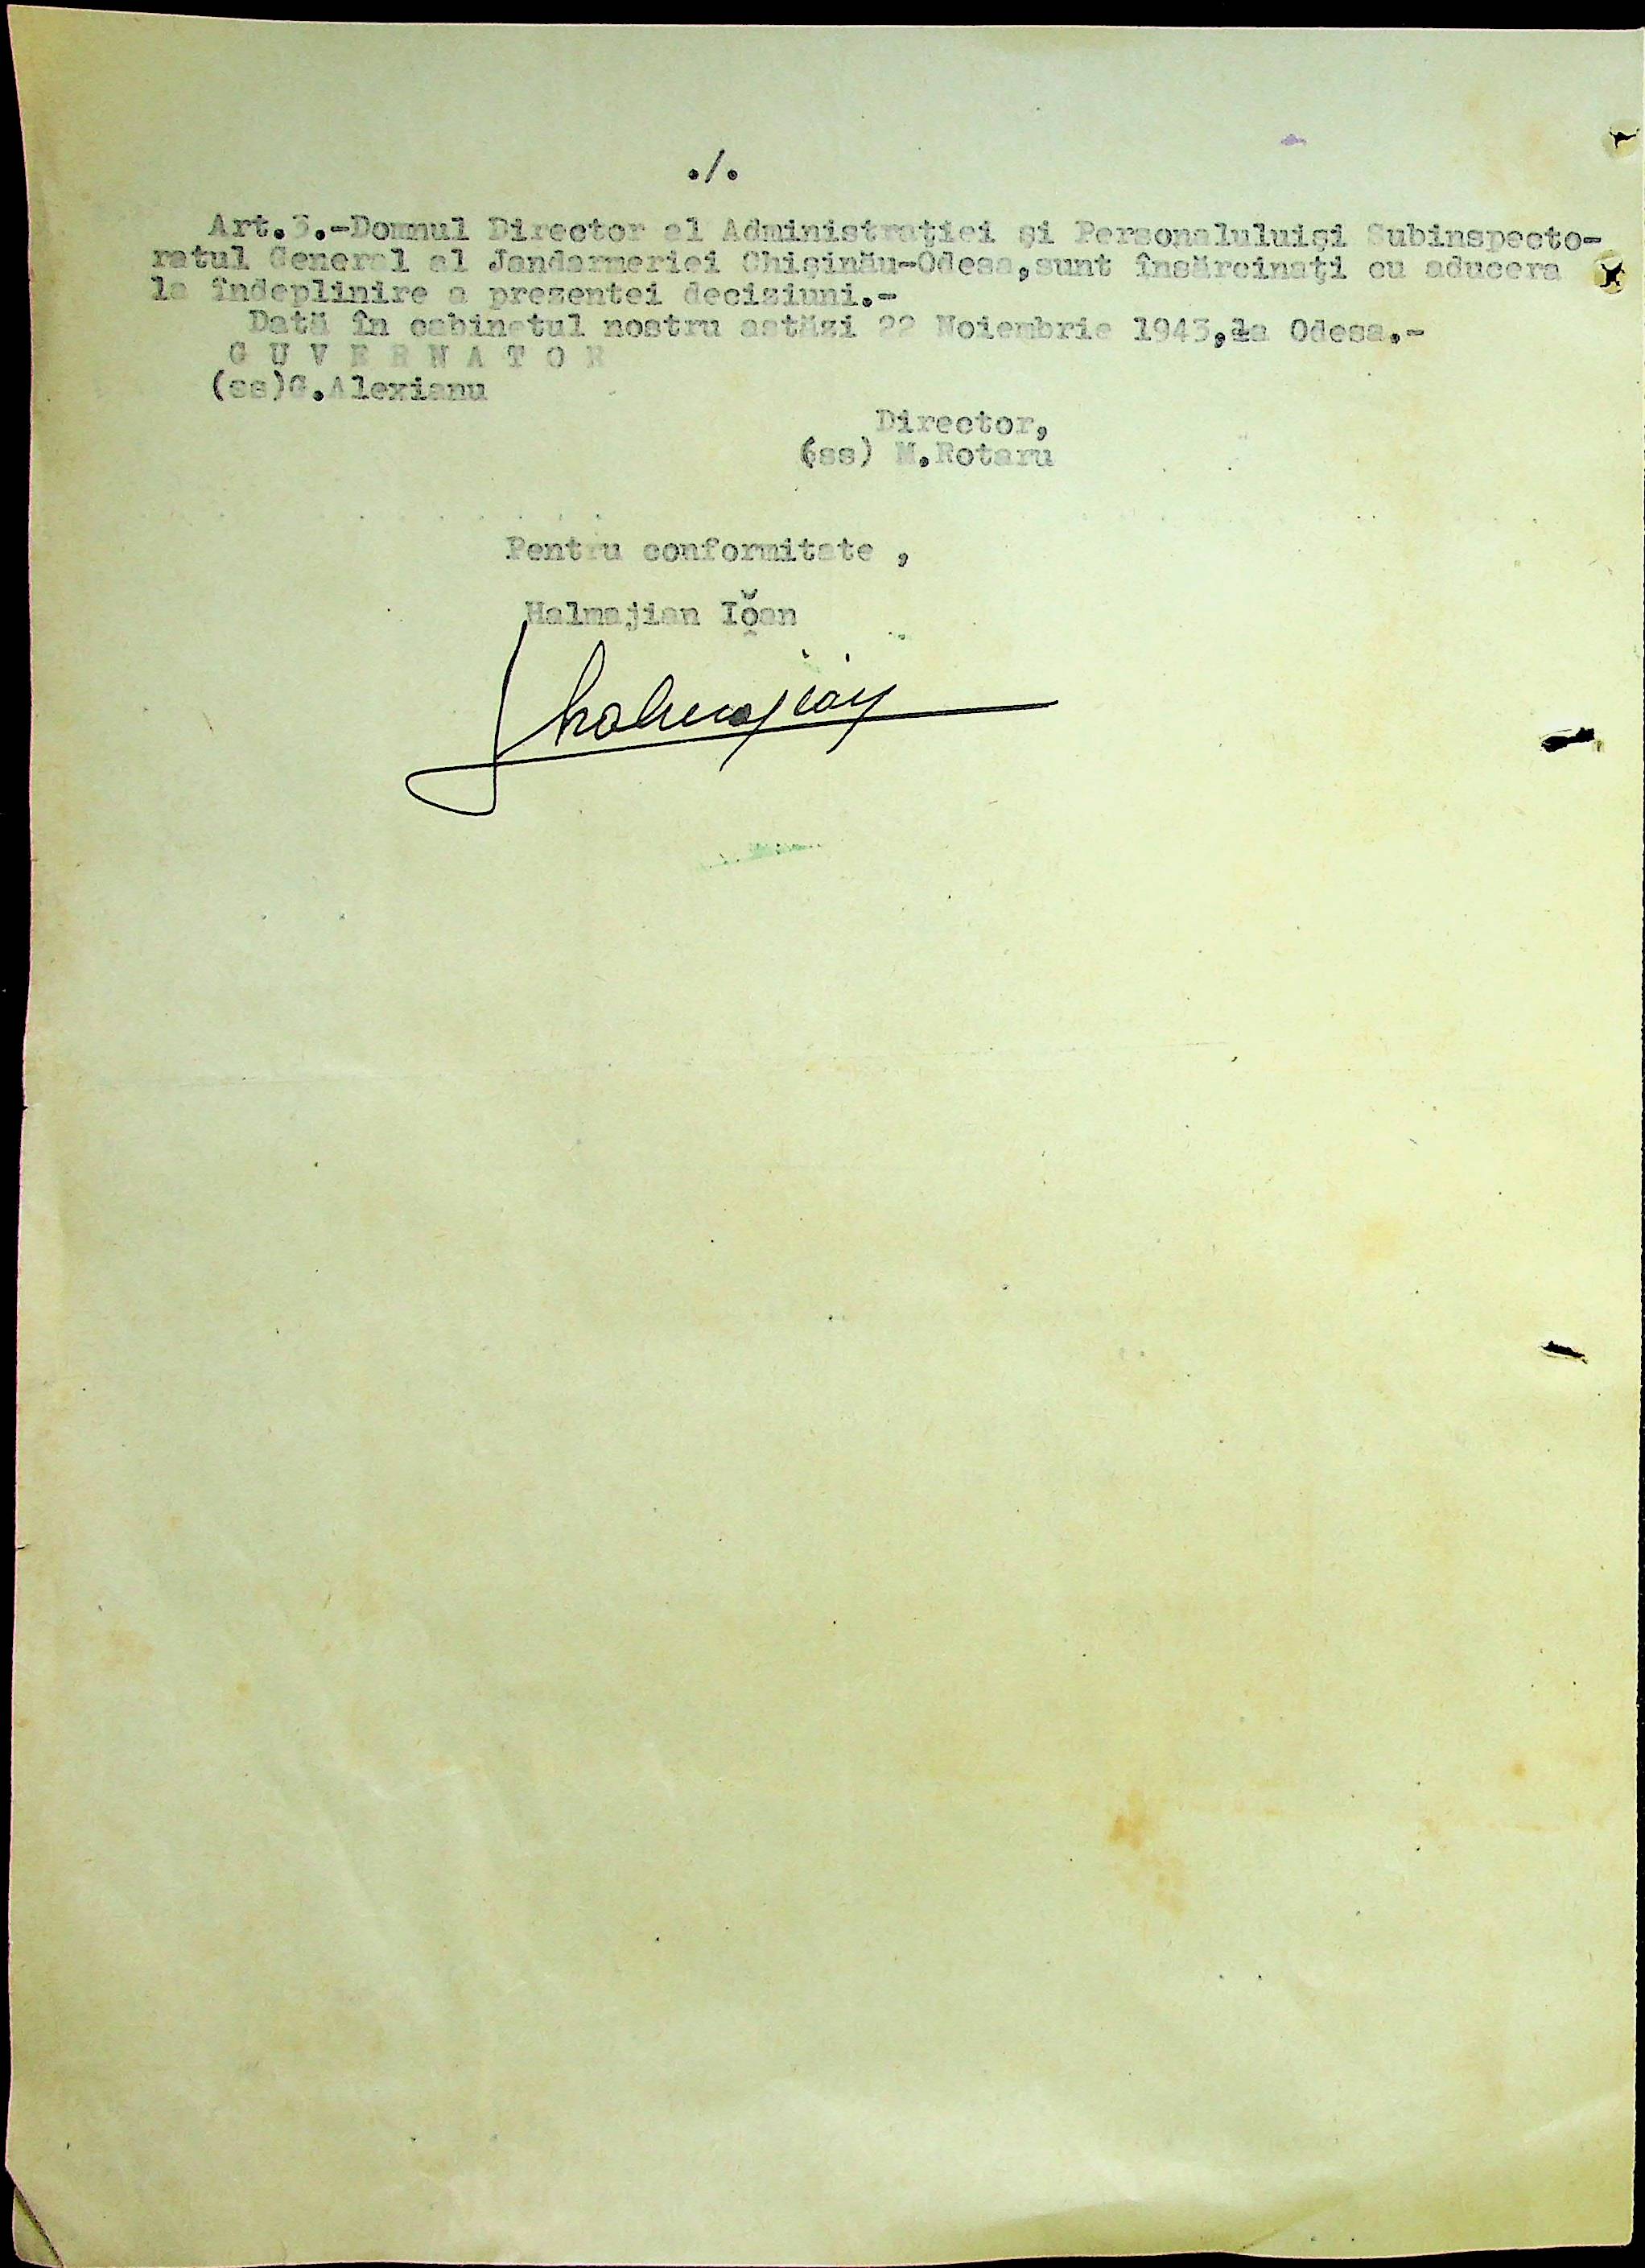 ./.
Art.3.-Domnul Director al Administraţiei şi Personaluluişi Subinspecto-
ratul General al Jandarmeriei Chişinău-Odesa,sunt însărcinaţi cu aducera
la îndeplinire a prezentei deciziuni.-
Dată în cabinetul nostru astăzi 22 Noiembrie 1943,la Odesa.-
G U V E R N A T O R
(ss)G.Alexianu
Director,
(ss) M.Rotaru
Pentru conformitate ,
Halmajian Ioan
Ihalmajian